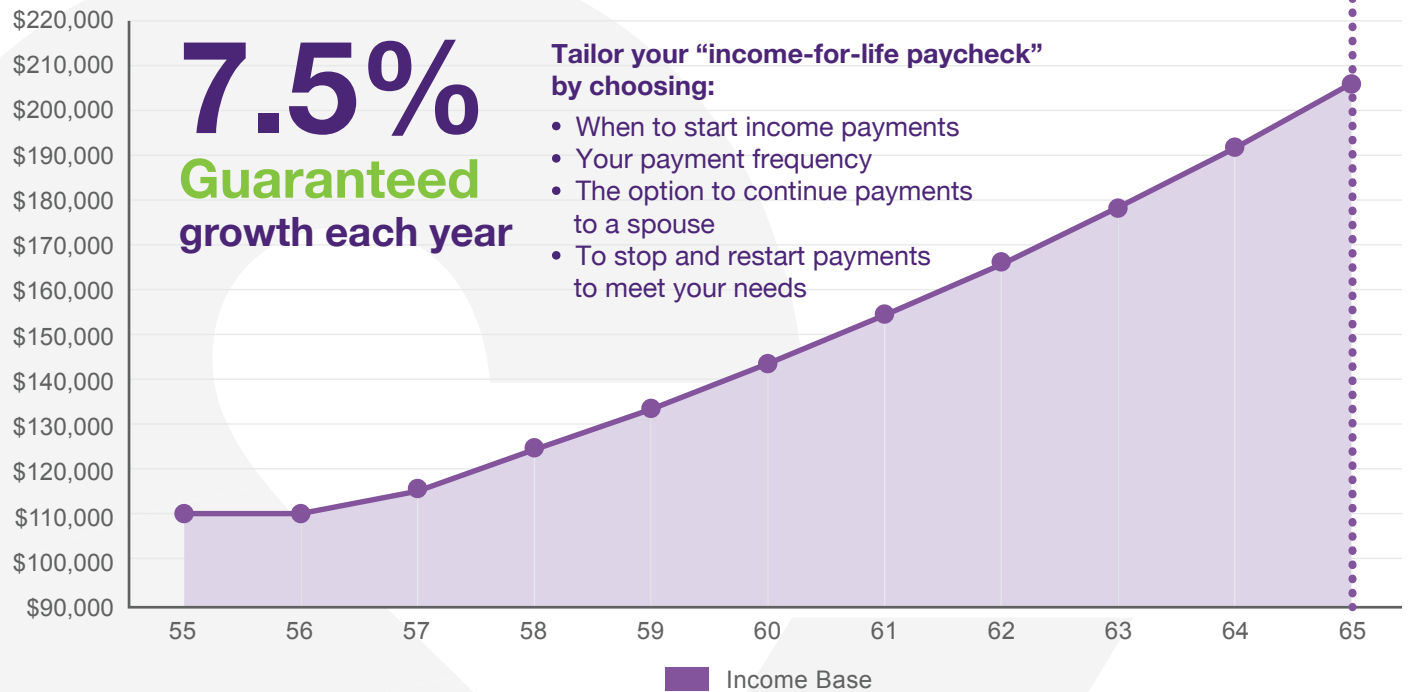 $220,000
$210,000
$200,000
$190,000
$180,000
$170,000
$160,000
$150,000
$140,000
$130,000
$120,000
$110,000
$100,000
$90,000
7.5%
Guaranteed
growth each year
Tailor your “income-for-life paycheck”
by choosing:
• When to start income payments
• Your payment frequency
• The option to continue payments
to a spouse
• To stop and restart payments
to meet your needs
55 56 57 58 59 60 61 62 63 64 65
Income Base